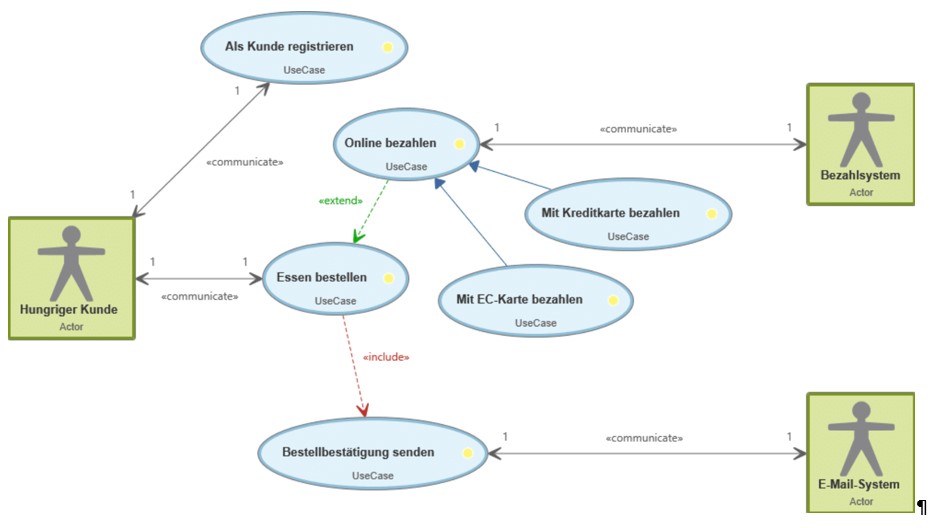 Als Kunde registrieren
UseCase
1
«communicate»
1
Online bezahlen
UseCase
1
«communicate»
1
Bezahlsystem
Actor
«extend»
Mit Kreditkarte bezahlen
UseCase
Hungriger Kunde
Actor
1
«communicate»
1
Essen bestellen
UseCase
Mit EC-Karte bezahlen
UseCase
«include»
Bestellbestätigung senden
UseCase
1
«communicate»
1
E-Mail-System
Actor
¶